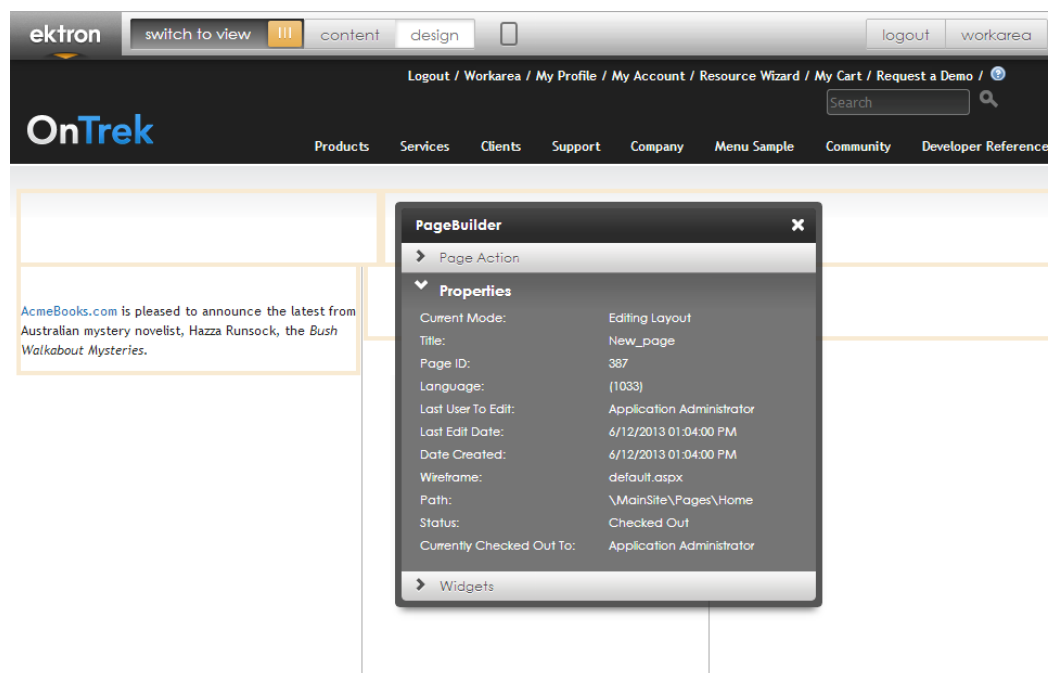 ektron switch to view content design logout workarea
Logout / Workarea / My Profile / My Account / Resource Wizard / My Cart / Request a Demo /
Search
OnTrek
Products Services Clients Support Company Menu Sample Community Developer Reference
PageBuilder
Page Action
Properties
Current Mode: Editing Layout
Title: New_page
Page ID: 387
Language: (1033)
Last User To Edit: Application Administrator
Last Edit Date: 6/12/2013 01:04:00 PM
Date Created: 6/12/2013 01:04:00 PM
Wireframe: default.aspx
Path: \MainSite\Pages\Home
Status: Checked Out
Currently Checked Out To: Application Administrator
Widgets
AcmeBooks.com is pleased to announce the latest from
Australian mystery novelist, Hazza Runsock, the Bush
Walkabout Mysteries.